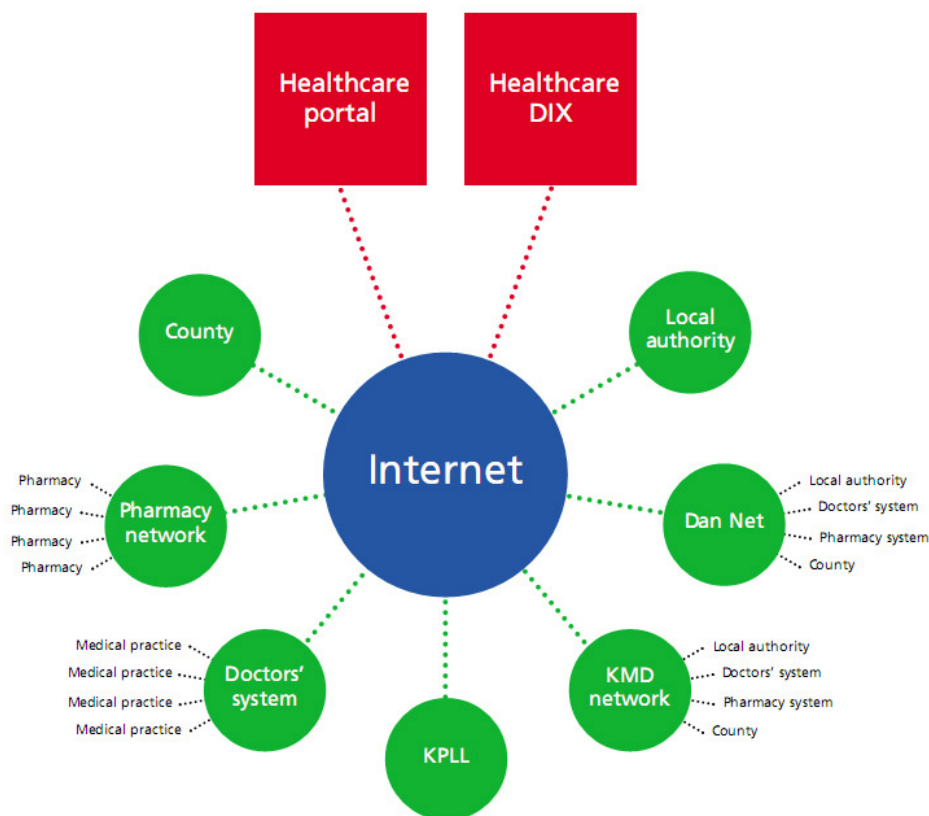 Healthcare
portal
Healthcare
DIX
County
Local
authority
Internet
Pharmacy
Pharmacy
Pharmacy
Pharmacy
Pharmacy
network
Dan Net
Local authority
Doctors' system
Pharmacy system
County
Medical practice
Medical practice
Medical practice
Medical practice
Doctors'
system
KPLL
KMD
network
Local authority
Doctors' system
Pharmacy system
County